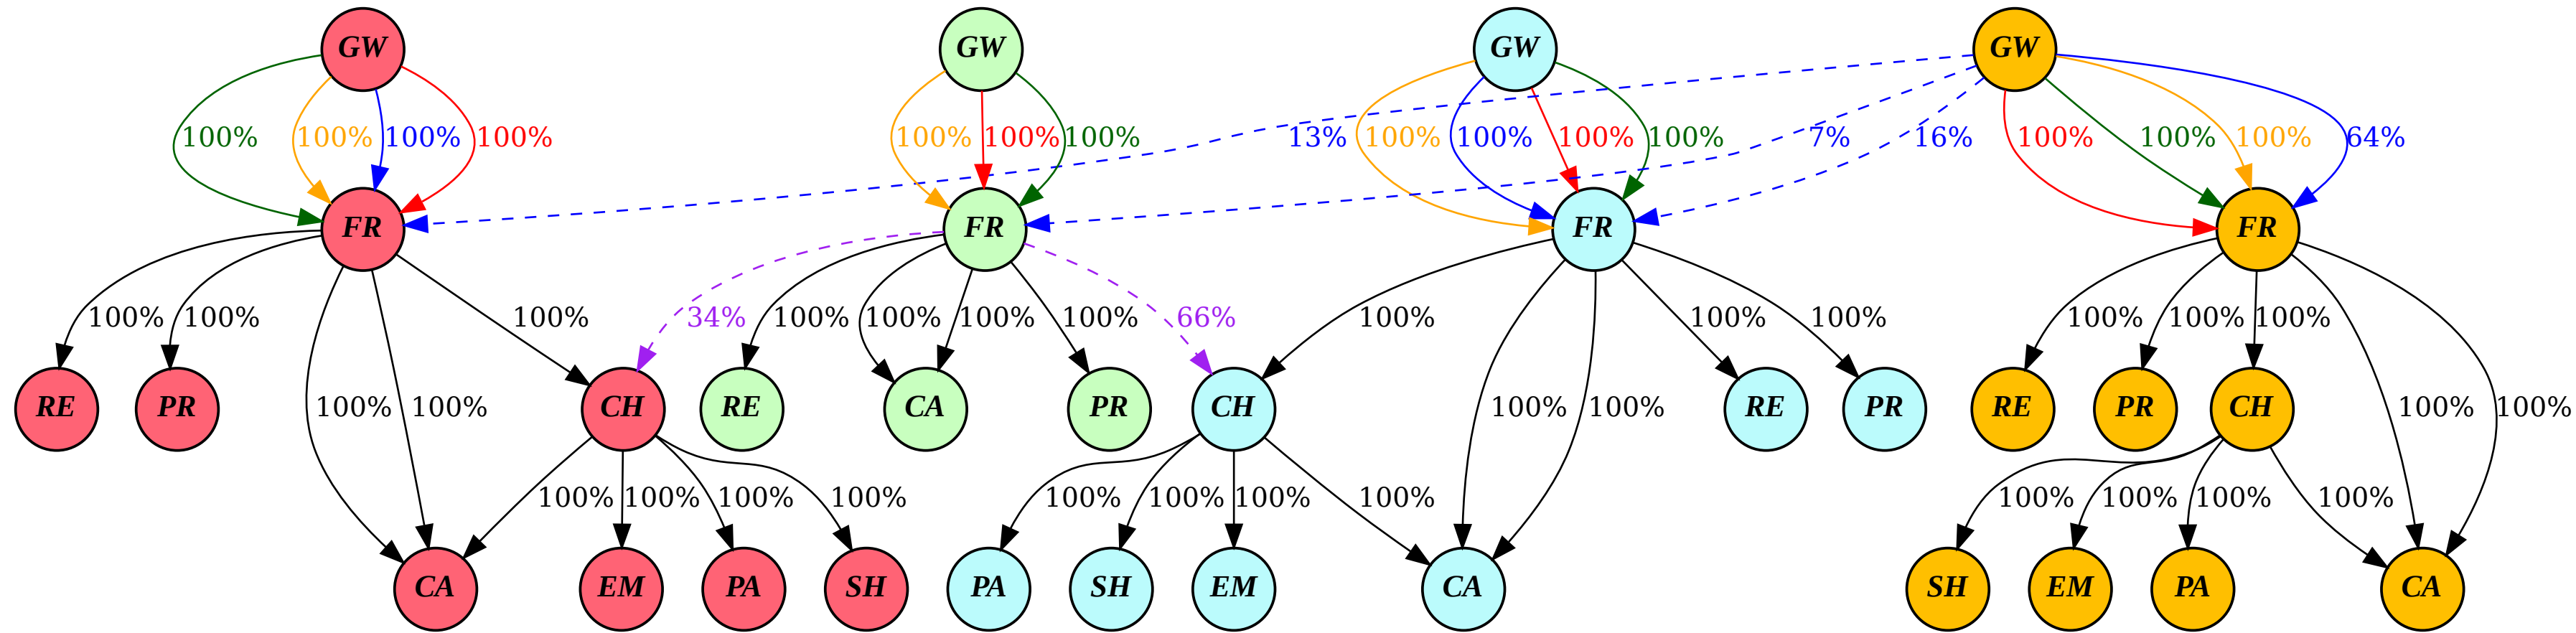 GW GW GW GW
100% 100% 100% 100% 100% 100% 100% 13% 100% 100% 100% 100% 7% 16% 100% 100% 100% 64%
FR FR FR FR
100% 100% 100% 34% 100% 100% 100% 100% 66% 100% 100% 100% 100% 100% 100%
RE PR 100% 100% CH RE CA PR CH 100% 100% RE PR RE PR CH 100% 100%
100% 100% 100% 100% 100% 100% 100% 100% 100% 100% 100% 100%
CA EM PA SH PA SH EM CA SH EM PA CA